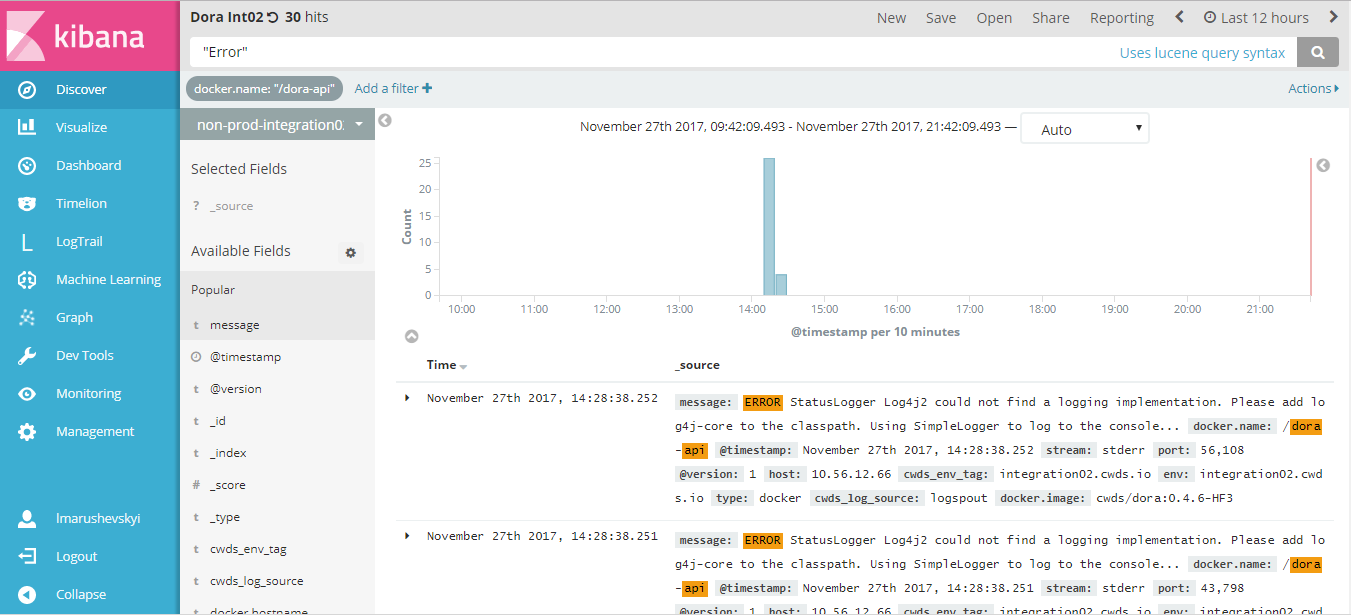 kibana
Discover
Visualize
Dashboard
Timelion
LogTrail
Machine Learning
Graph
Dev Tools
Monitoring
Management
lmarushevskyi
Logout
Collapse
Dora Int02 30 hits
New Save Open Share Reporting Last 12 hours
"Error" Uses lucene query syntax
docker.name: "/dora-api" Add a filter Actions
non-prod-integration0
Selected Fields
? _source
Available Fields
Popular
t message
@timestamp
t @version
t _id
t _index
# _score
t _type
t cwds_env_tag
t cwds_log_source
t docker.hostname
November 27th 2017, 09:42:09.493 - November 27th 2017, 21:42:09.493 — Auto
Count
25
20
15
10
5
0
10:00 11:00 12:00 13:00 14:00 15:00 16:00 17:00 18:00 19:00 20:00 21:00
@timestamp per 10 minutes
Time _source
November 27th 2017, 14:28:38.252 message: ERROR StatusLogger Log4j2 could not find a logging implementation. Please add lo
g4j-core to the classpath. Using SimpleLogger to log to the console... docker.name: /dora
-api @timestamp: November 27th 2017, 14:28:38.252 stream: stderr port: 56,108
@version: 1 host: 10.56.12.66 cwds_env_tag: integration02.cwds.io env: integration02.cwd
s.io type: docker cwds_log_source: logspout docker.image: cwds/dora:0.4.6-HF3
November 27th 2017, 14:28:38.251 message: ERROR StatusLogger Log4j2 could not find a logging implementation. Please add lo
g4j-core to the classpath. Using SimpleLogger to log to the console... docker.name: /dora
-api @timestamp: November 27th 2017, 14:28:38.251 stream: stderr port: 43,798
@version: 1 host: 10.56.12.66 cwds_env_tag: integration02.cwds.io env: integration02.cwd